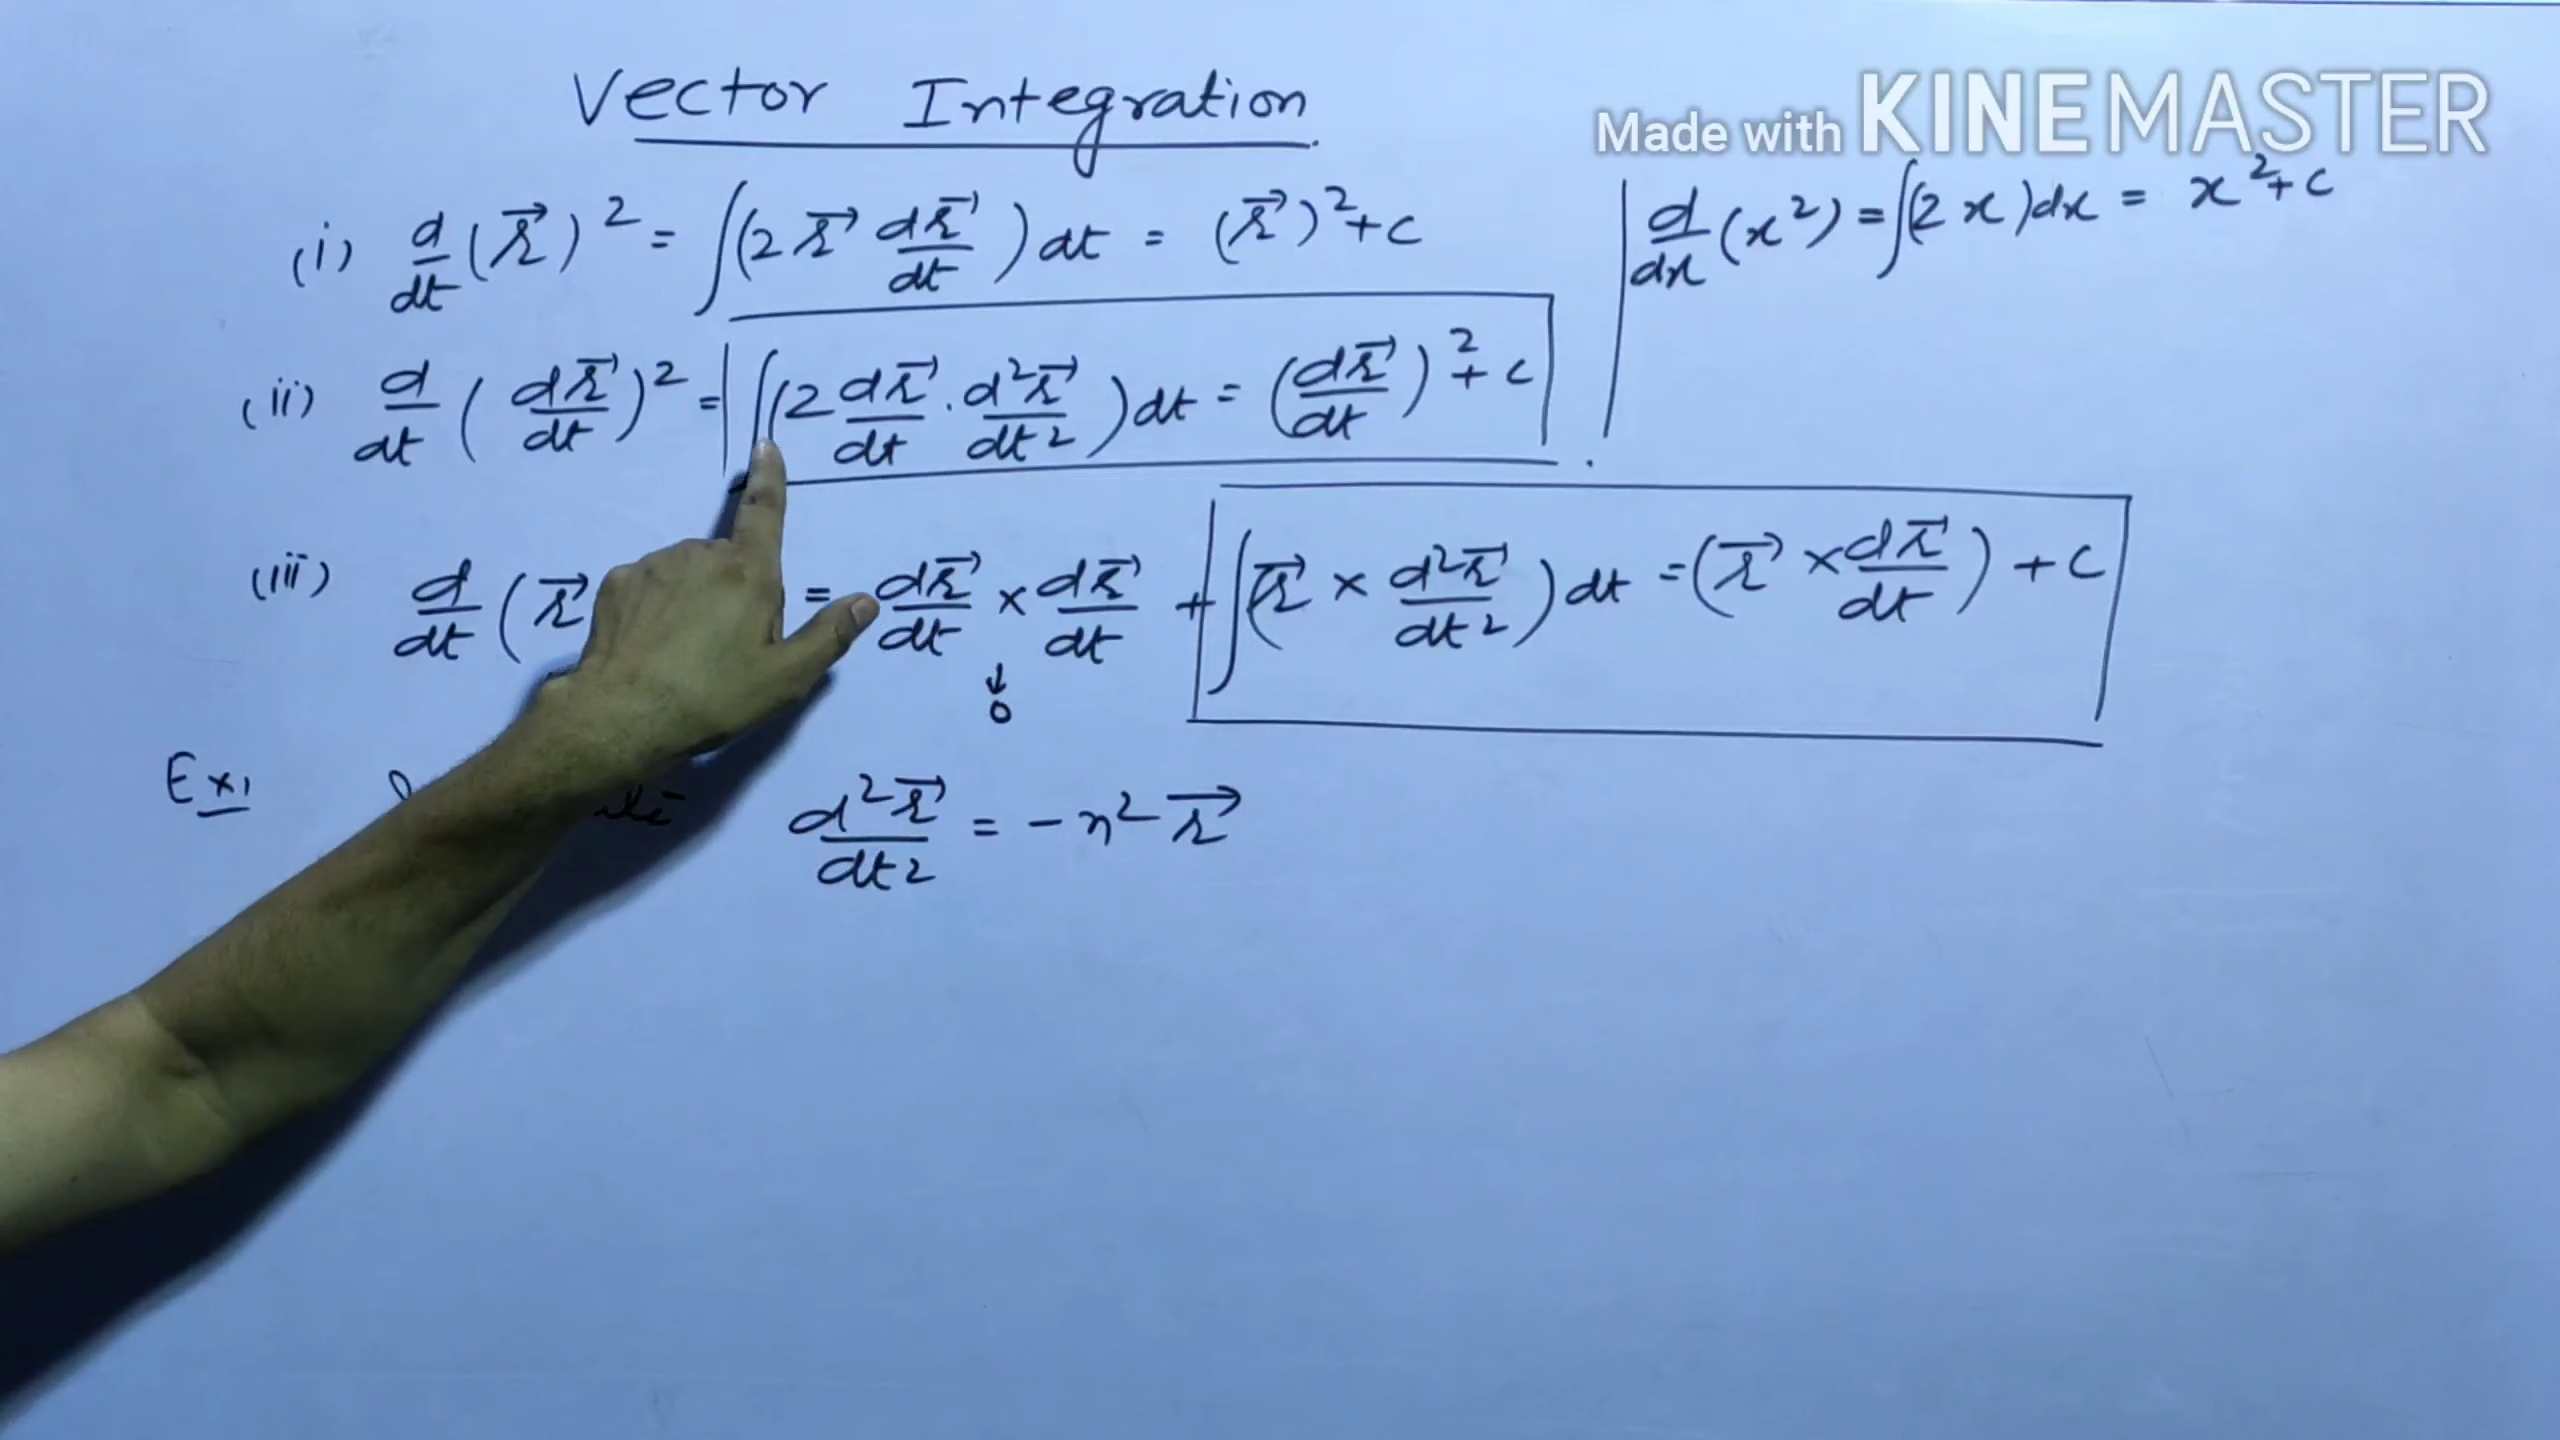 Vector Integration
Made with KINEMASTER
(i) d/dt (r⃗)² = ∫(2 r⃗ dr⃗/dt) dt = (r⃗)² + c
d/dx (x²) = ∫(2x)dx = x² + c
(ii) d/dt (dr⃗/dt)² = ∫(2 dr⃗/dt . d²r⃗/dt²) dt = (dr⃗/dt)² + c
(iii) d/dt (r⃗ = dr⃗/dt × dr⃗/dt + ∫(r⃗ × d²r⃗/dt²) dt = (r⃗ × dr⃗/dt) + c
↓
0
Ex1 d²r⃗/dt² = -n² r⃗